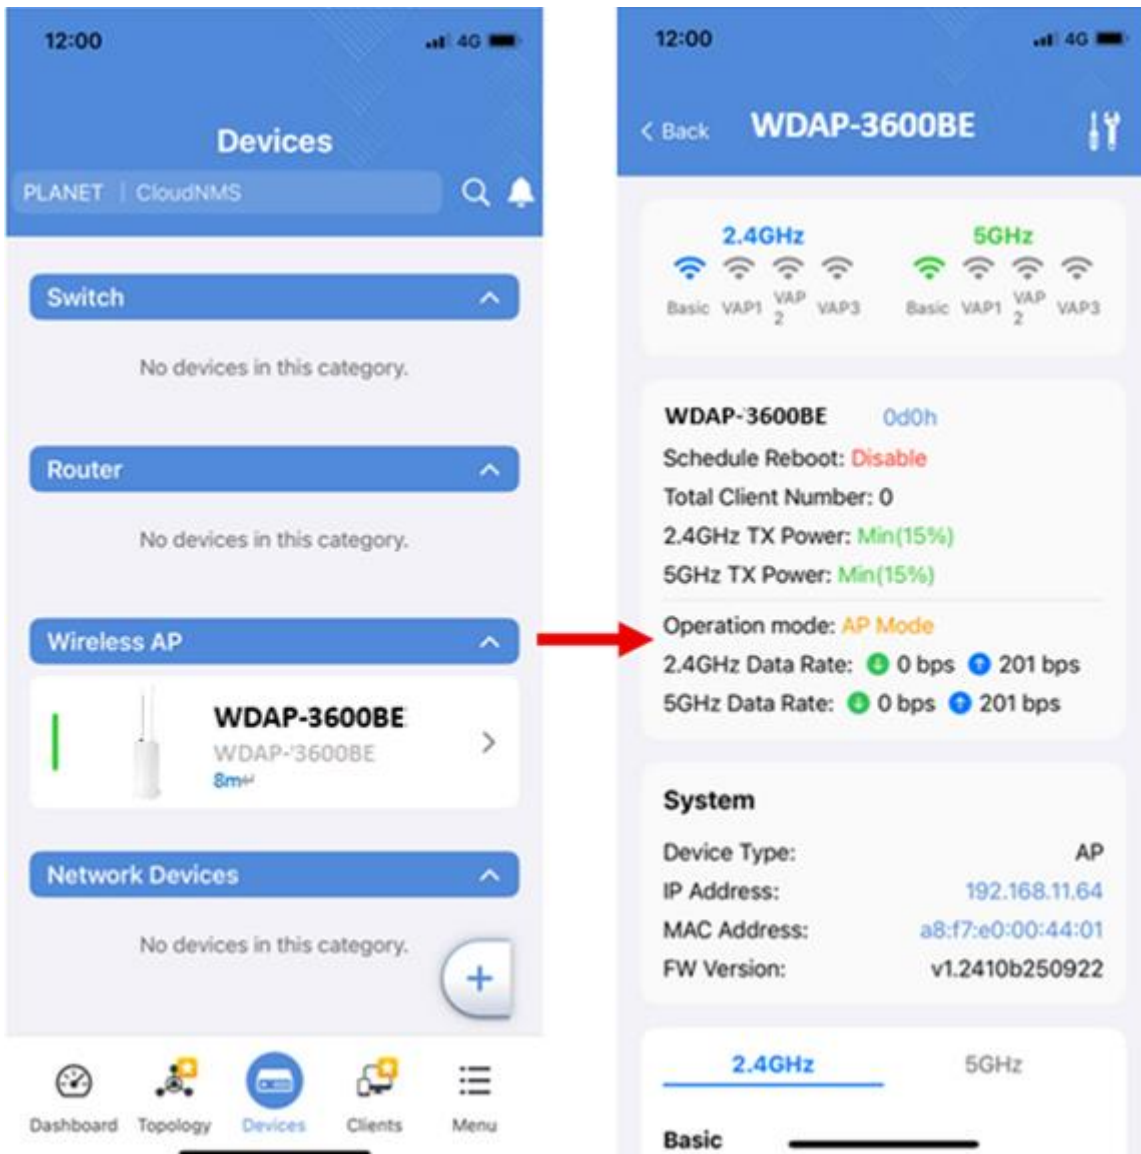 12:00
4G
Devices
PLANET | CloudNMS
Switch
No devices in this category.
Router
No devices in this category.
Wireless AP
WDAP-3600BE
WDAP-'3600BE
8m↵
Network Devices
No devices in this category.
+
Dashboard Topology Devices Clients Menu
12:00
4G
< Back WDAP-3600BE
2.4GHz 5GHz
Basic VAP1 VAP 2 VAP3 Basic VAP1 VAP 2 VAP3
WDAP-'3600BE 0d0h
Schedule Reboot: Disable
Total Client Number: 0
2.4GHz TX Power: Min(15%)
5GHz TX Power: Min(15%)
Operation mode: AP Mode
2.4GHz Data Rate: 0 bps 201 bps
5GHz Data Rate: 0 bps 201 bps
System
Device Type: AP
IP Address: 192.168.11.64
MAC Address: a8:f7:e0:00:44:01
FW Version: v1.2410b250922
2.4GHz 5GHz
Basic